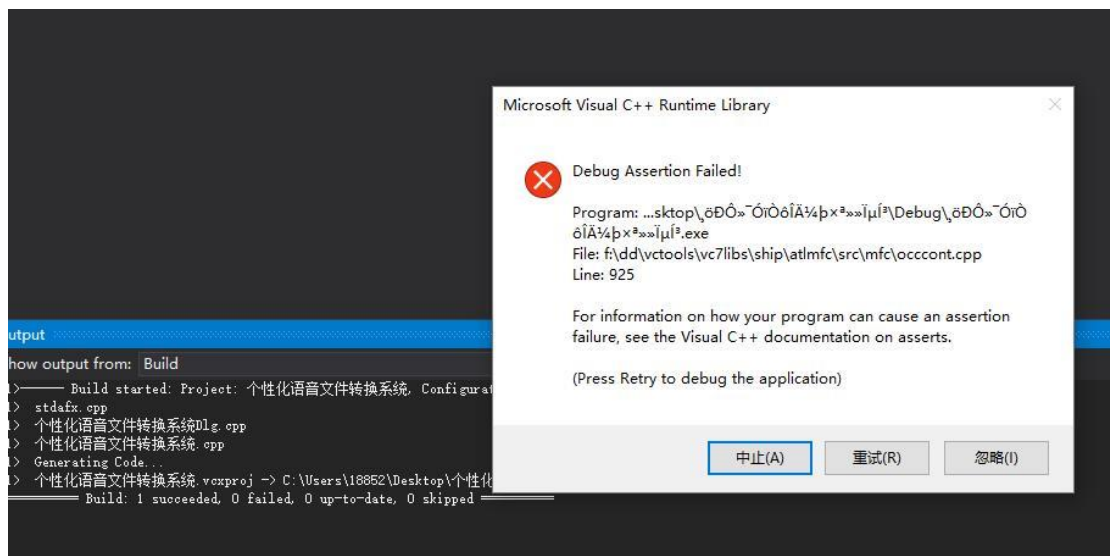 Microsoft Visual C++ Runtime Library
Debug Assertion Failed!
Program: ...sktop\¸öÐÔ»¯ÓïÒôÎÄ¼þ×ª»»ÏµÍ³\Debug\¸öÐÔ»¯ÓïÒ
ôÎÄ¼þ×ª»»ÏµÍ³.exe
File: f:\dd\vctools\vc7libs\ship\atlmfc\src\mfc\occcont.cpp
Line: 925
For information on how your program can cause an assertion
failure, see the Visual C++ documentation on asserts.
(Press Retry to debug the application)
中止(A) 重试(R) 忽略(I)
utput
how output from: Build
1>—— Build started: Project: 个性化语音文件转换系统, Configurat
1> stdafx.cpp
1> 个性化语音文件转换系统Dlg.cpp
1> 个性化语音文件转换系统.cpp
1> Generating Code...
1> 个性化语音文件转换系统.vcxproj -> C:\Users\18852\Desktop\个性化
========== Build: 1 succeeded, 0 failed, 0 up-to-date, 0 skipped ==========